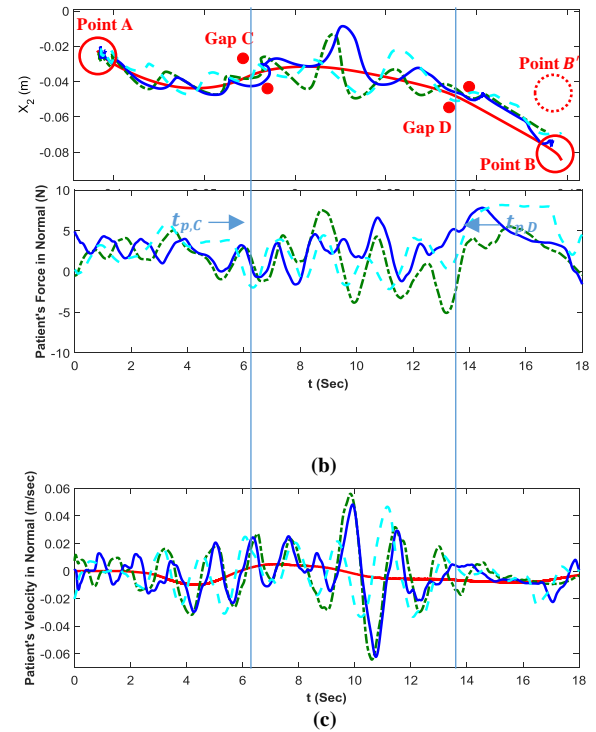 0
-0.02
-0.04
-0.06
-0.08
X2 (m)
Point A
Gap C
Point B′
Gap D
Point B
10
5
0
-5
-10
Patient's Force in Normal (N)
tp,C
tp,D
0 2 4 6 8 10 12 14 16 18
t (Sec)
(b)
0.06
0.04
0.02
0
-0.02
-0.04
-0.06
Patient's Velocity in Normal (m/sec)
0 2 4 6 8 10 12 14 16 18
t (Sec)
(c)